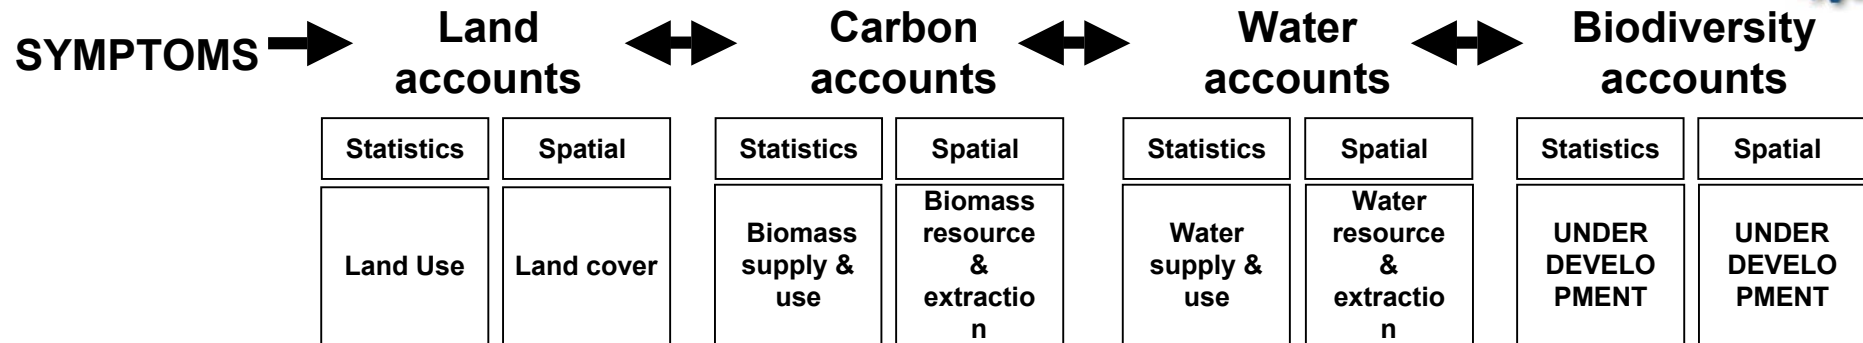 SYMPTOMS
Land
accounts
Carbon
accounts
Water
accounts
Biodiversity
accounts
Statistics
Spatial
Statistics
Spatial
Statistics
Spatial
Statistics
Spatial
Land Use
Land cover
Biomass
supply &
use
Biomass
resource
&
extractio
n
Water
supply &
use
Water
resource
&
extractio
n
UNDER
DEVELO
PMENT
UNDER
DEVELO
PMENT